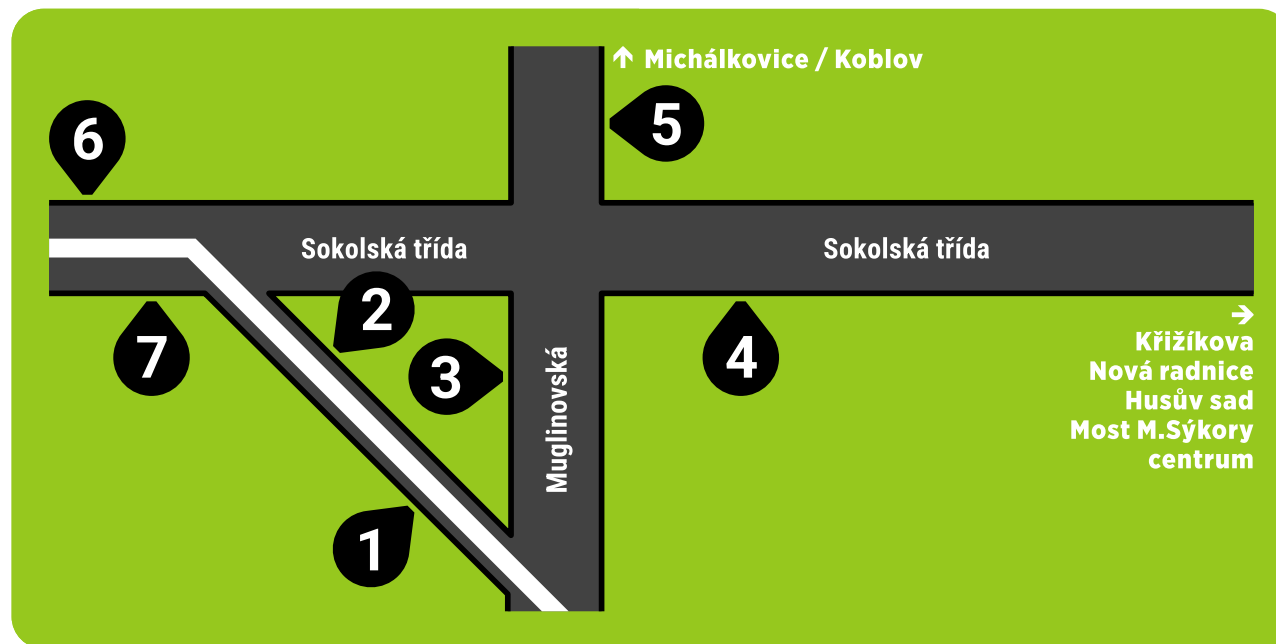 ↑ Michálkovice / Koblov
5
6
Sokolská třída
Sokolská třída
2
→
Křižíkova
Nová radnice
Husův sad
Most M.Sýkory
centrum
7
3
4
Muglinovská
1